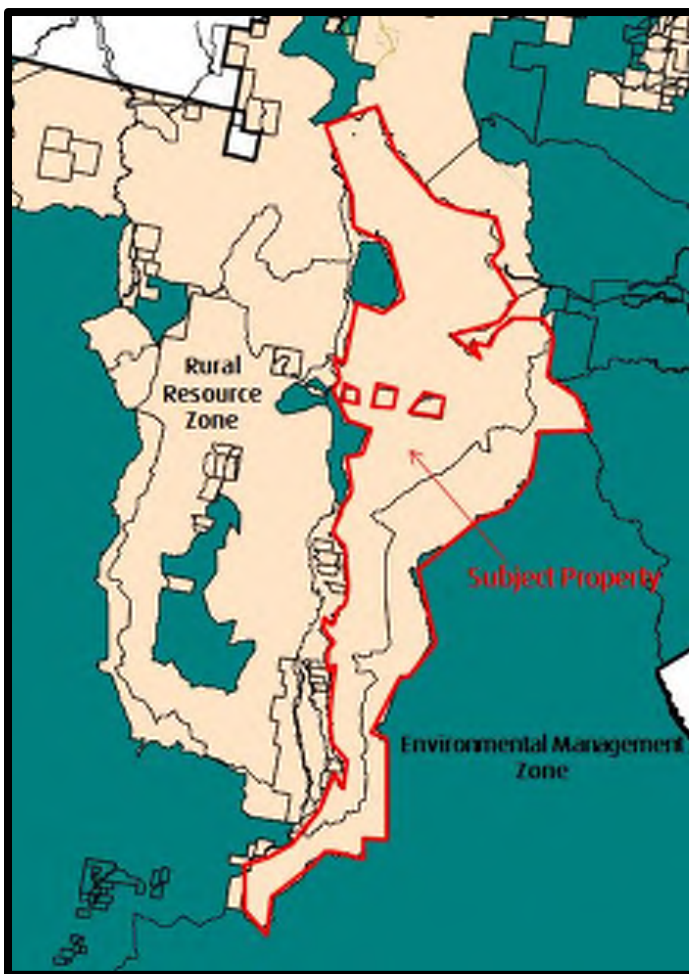 Rural
Resource
Zone
Subject Property
Environmental Management
Zone